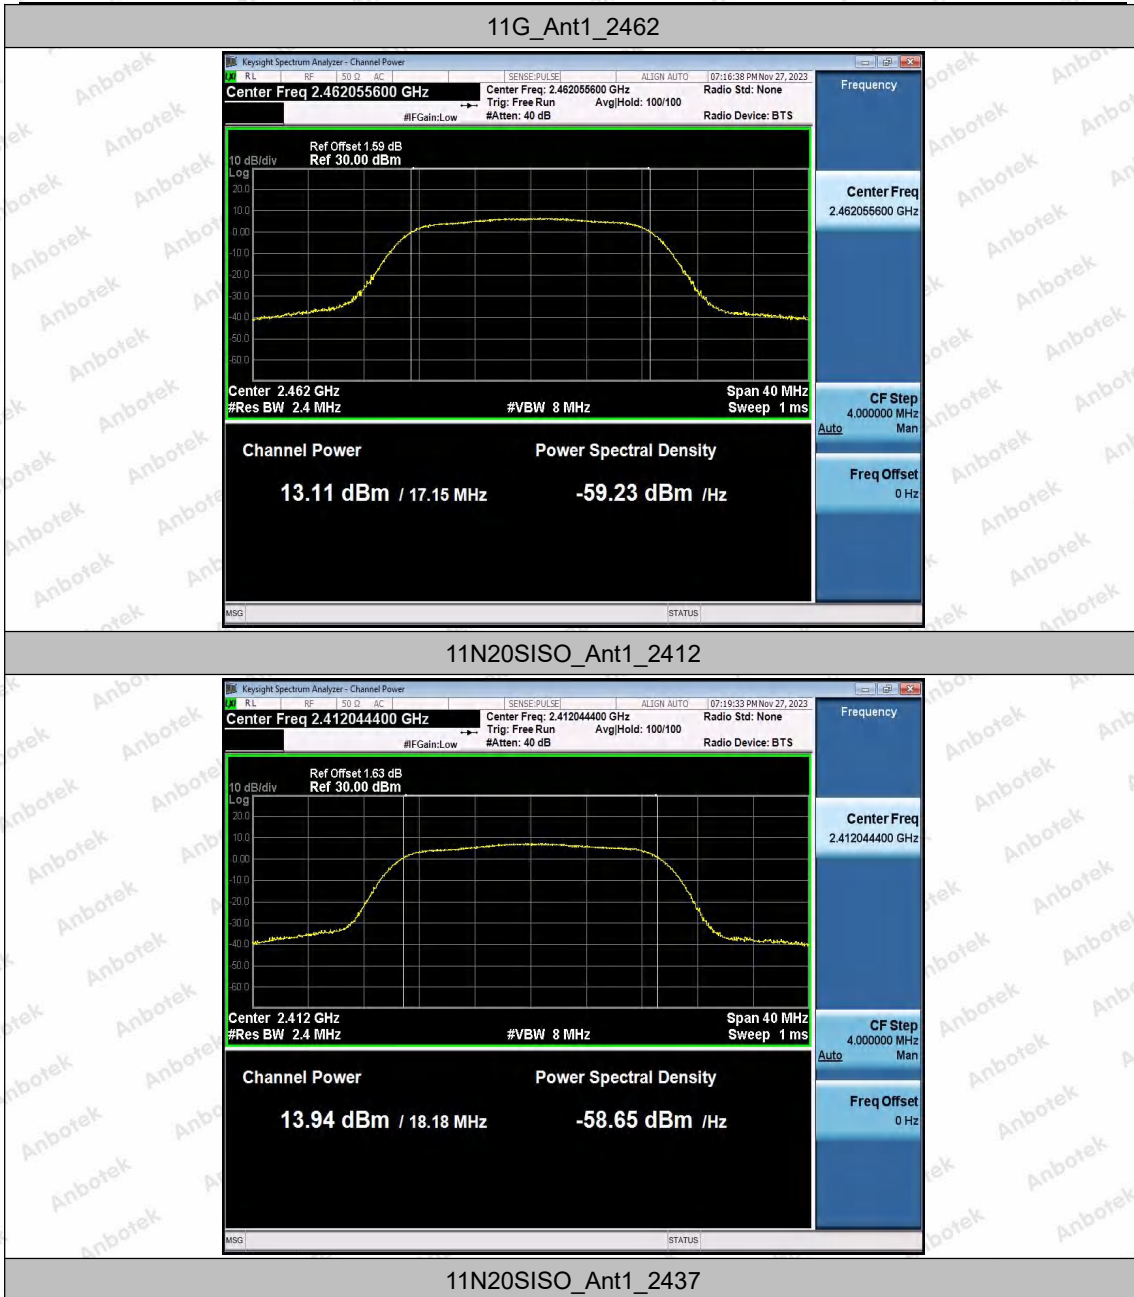 11G_Ant1_2462
Keysight Spectrum Analyzer - Channel Power
RL RF 50 Ω AC SENSE:PULSE ALIGN AUTO 07:16:38 PM Nov 27, 2023
Center Freq 2.462055600 GHz
Center Freq: 2.462055600 GHz Radio Std: None
Trig: Free Run Avg|Hold: 100/100
#IFGain:Low #Atten: 40 dB Radio Device: BTS
Frequency
Ref Offset 1.59 dB
10 dB/div Ref 30.00 dBm
Log
20.0
10.0
0.00
-10.0
-20.0
-30.0
-40.0
-50.0
-60.0
Center 2.462 GHz Span 40 MHz
#Res BW 2.4 MHz #VBW 8 MHz Sweep 1 ms
Center Freq
2.462055600 GHz
CF Step
4.000000 MHz
Auto Man
Freq Offset
0 Hz
Channel Power Power Spectral Density
13.11 dBm / 17.15 MHz -59.23 dBm /Hz
MSG STATUS
11N20SISO_Ant1_2412
Keysight Spectrum Analyzer - Channel Power
RL RF 50 Ω AC SENSE:PULSE ALIGN AUTO 07:19:33 PM Nov 27, 2023
Center Freq 2.412044400 GHz
Center Freq: 2.412044400 GHz Radio Std: None
Trig: Free Run Avg|Hold: 100/100
#IFGain:Low #Atten: 40 dB Radio Device: BTS
Frequency
Ref Offset 1.63 dB
10 dB/div Ref 30.00 dBm
Log
20.0
10.0
0.00
-10.0
-20.0
-30.0
-40.0
-50.0
-60.0
Center 2.412 GHz Span 40 MHz
#Res BW 2.4 MHz #VBW 8 MHz Sweep 1 ms
Center Freq
2.412044400 GHz
CF Step
4.000000 MHz
Auto Man
Freq Offset
0 Hz
Channel Power Power Spectral Density
13.94 dBm / 18.18 MHz -58.65 dBm /Hz
MSG STATUS
11N20SISO_Ant1_2437
Anbotek